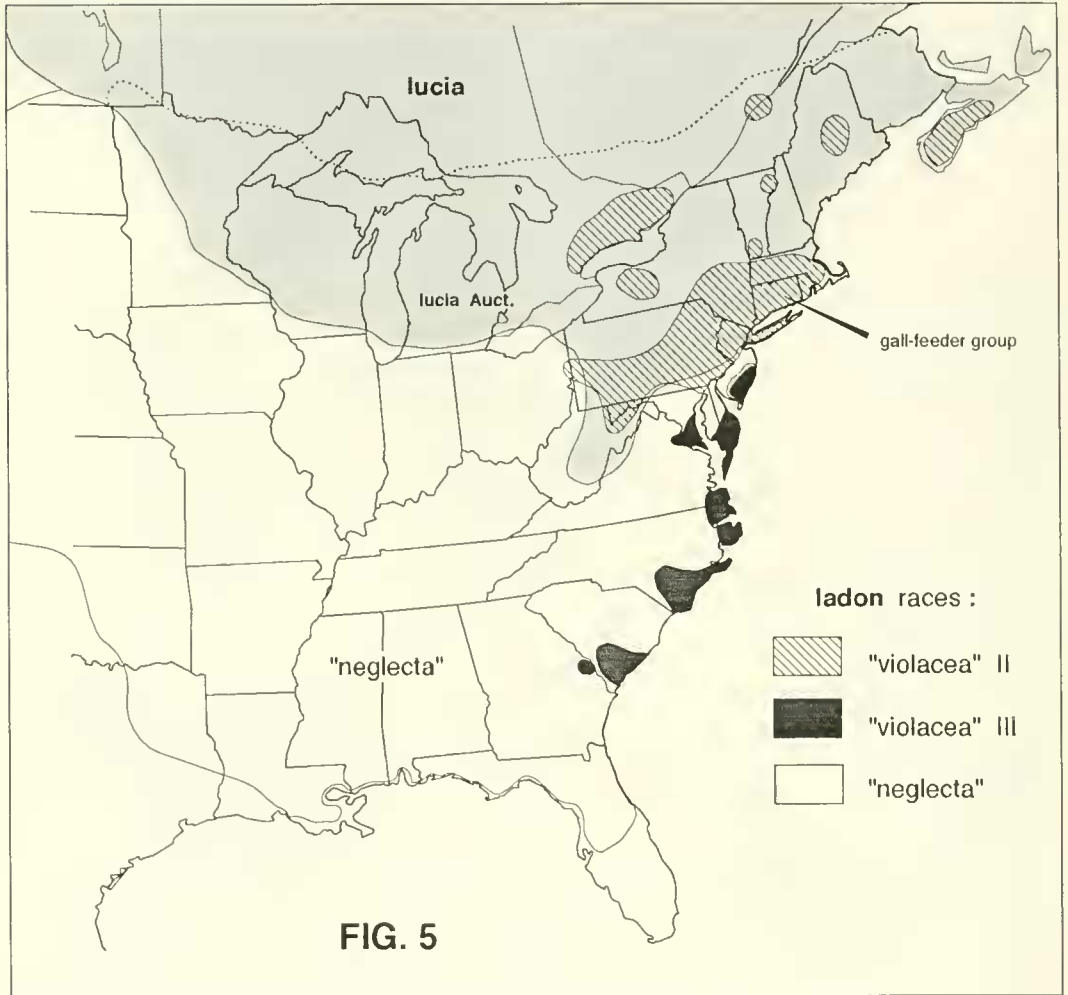 lucia
lucia Auct.
gall-feeder group
ladon races :
"violacea" II
"neglecta"
"violacea" III
"neglecta"
FIG. 5